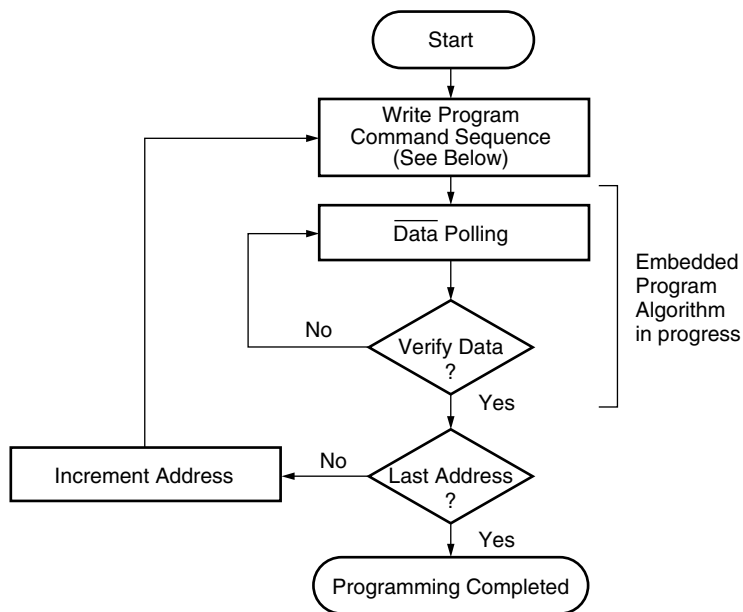 Start
Write Program
Command Sequence
(See Below)
Data Polling
Embedded
Program
Algorithm
in progress
No
Verify Data
?
Yes
Increment Address
No
Last Address
?
Yes
Programming Completed